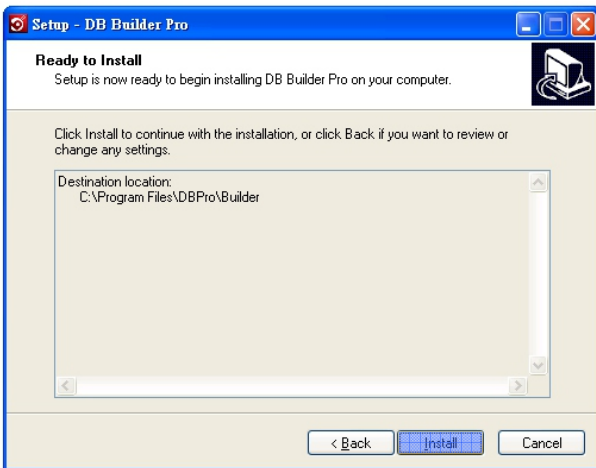 Setup - DB Builder Pro
Ready to Install
Setup is now ready to begin installing DB Builder Pro on your computer.
Click Install to continue with the installation, or click Back if you want to review or
change any settings.
Destination location:
C:\Program Files\DBPro\Builder
< Back Install Cancel